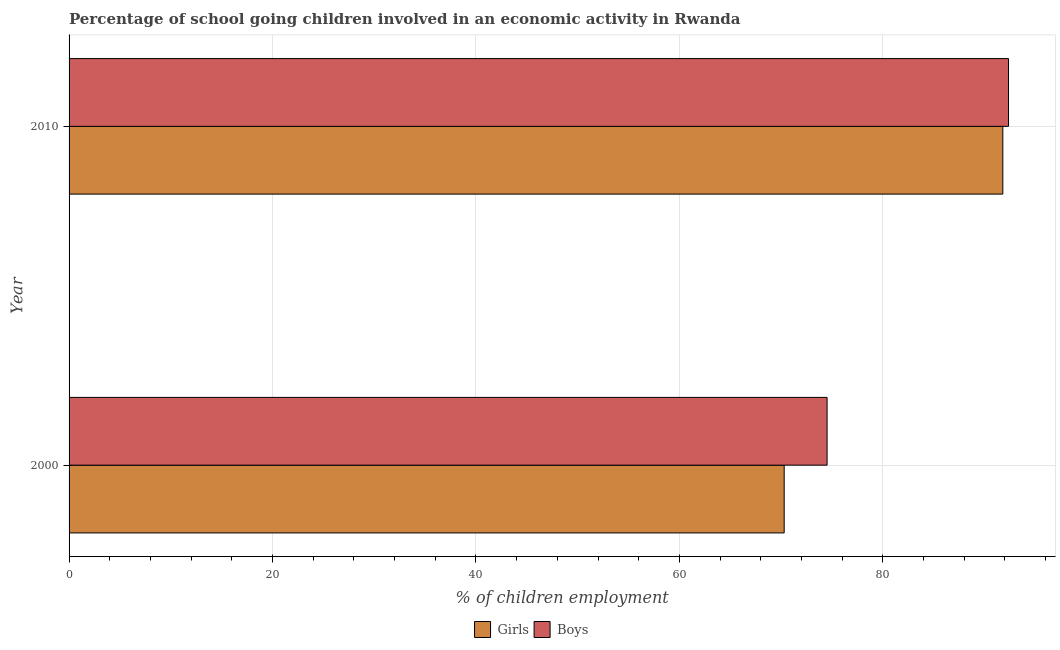 Percentage of school going children involved in an economic activity in Rwanda
Year
2010
2000
0
20
40
60
80
% of children employment
Girls
Boys